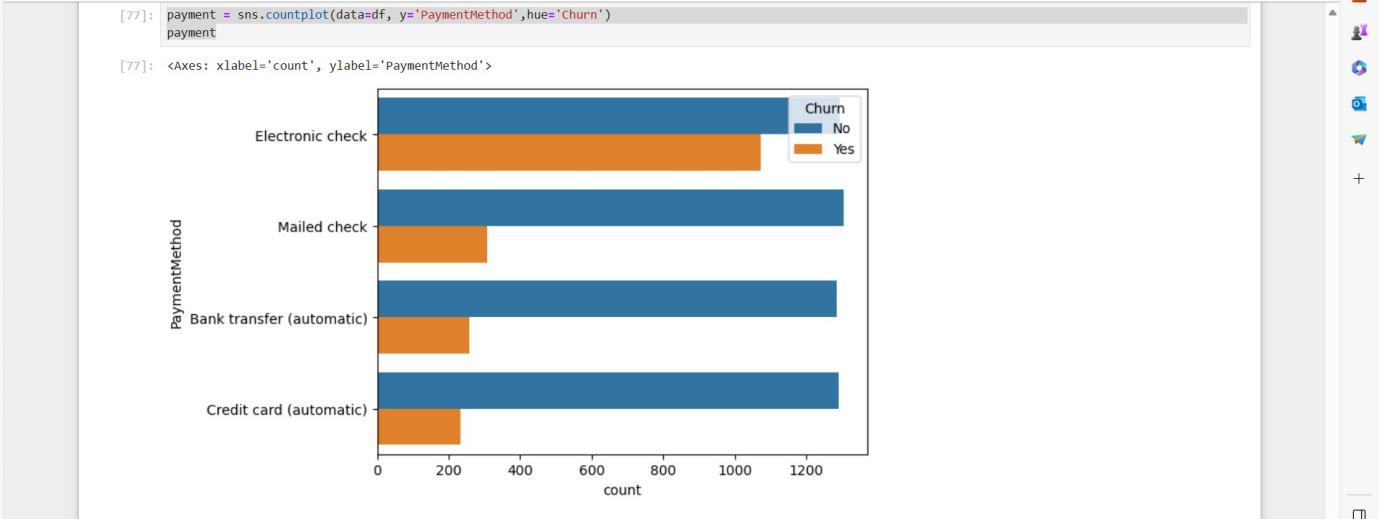 [77]: payment = sns.countplot(data=df, y='PaymentMethod',hue='Churn')
payment
[77]: <Axes: xlabel='count', ylabel='PaymentMethod'>
Churn
No
Yes
Electronic check
Mailed check
Bank transfer (automatic)
Credit card (automatic)
PaymentMethod
0 200 400 600 800 1000 1200
count